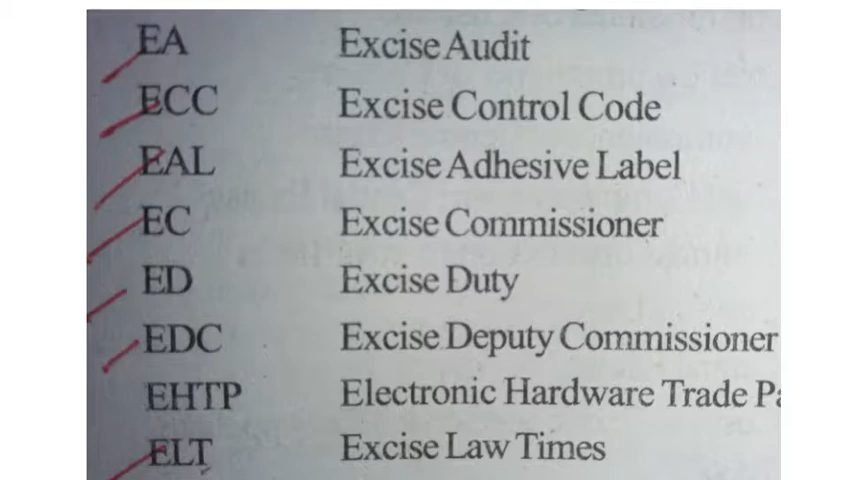 EA Excise Audit
ECC Excise Control Code
EAL Excise Adhesive Label
EC Excise Commissioner
ED Excise Duty
EDC Excise Deputy Commissioner
EHTP Electronic Hardware Trade
ELT Excise Law Times